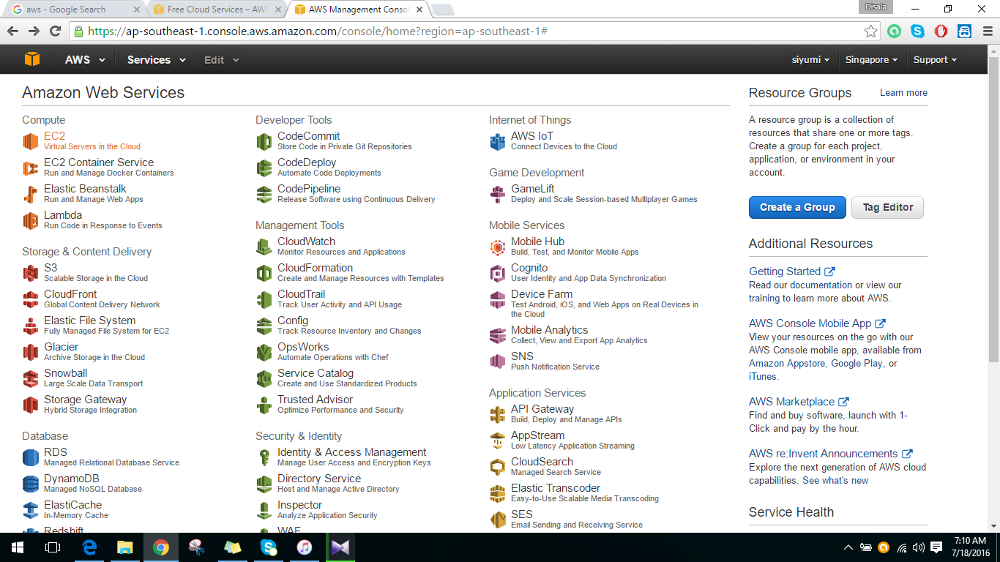 aws - Google Search
Free Cloud Services – AWS
AWS Management Conso
Disala
https://ap-southeast-1.console.aws.amazon.com/console/home?region=ap-southeast-1#
AWS
Services
Edit
siyumi
Singapore
Support
Amazon Web Services
Compute
EC2
Virtual Servers in the Cloud
EC2 Container Service
Run and Manage Docker Containers
Elastic Beanstalk
Run and Manage Web Apps
Lambda
Run Code in Response to Events
Storage & Content Delivery
S3
Scalable Storage in the Cloud
CloudFront
Global Content Delivery Network
Elastic File System
Fully Managed File System for EC2
Glacier
Archive Storage in the Cloud
Snowball
Large Scale Data Transport
Storage Gateway
Hybrid Storage Integration
Database
RDS
Managed Relational Database Service
DynamoDB
Managed NoSQL Database
ElastiCache
In-Memory Cache
Redshift
Developer Tools
CodeCommit
Store Code in Private Git Repositories
CodeDeploy
Automate Code Deployments
CodePipeline
Release Software using Continuous Delivery
Management Tools
CloudWatch
Monitor Resources and Applications
CloudFormation
Create and Manage Resources with Templates
CloudTrail
Track User Activity and API Usage
Config
Track Resource Inventory and Changes
OpsWorks
Automate Operations with Chef
Service Catalog
Create and Use Standardized Products
Trusted Advisor
Optimize Performance and Security
Security & Identity
Identity & Access Management
Manage User Access and Encryption Keys
Directory Service
Host and Manage Active Directory
Inspector
Analyze Application Security
WAF
Internet of Things
AWS IoT
Connect Devices to the Cloud
Game Development
GameLift
Deploy and Scale Session-based Multiplayer Games
Mobile Services
Mobile Hub
Build, Test, and Monitor Mobile Apps
Cognito
User Identity and App Data Synchronization
Device Farm
Test Android, iOS, and Web Apps on Real Devices in
the Cloud
Mobile Analytics
Collect, View and Export App Analytics
SNS
Push Notification Service
Application Services
API Gateway
Build, Deploy and Manage APIs
AppStream
Low Latency Application Streaming
CloudSearch
Managed Search Service
Elastic Transcoder
Easy-to-Use Scalable Media Transcoding
SES
Email Sending and Receiving Service
Resource Groups
Learn more
A resource group is a collection of
resources that share one or more tags.
Create a group for each project,
application, or environment in your
account.
Create a Group
Tag Editor
Additional Resources
Getting Started
Read our documentation or view our
training to learn more about AWS.
AWS Console Mobile App
View your resources on the go with our
AWS Console mobile app, available from
Amazon Appstore, Google Play, or
iTunes.
AWS Marketplace
Find and buy software, launch with 1-
Click and pay by the hour.
AWS re:Invent Announcements
Explore the next generation of AWS cloud
capabilities. See what's new
Service Health
7:10 AM
7/18/2016